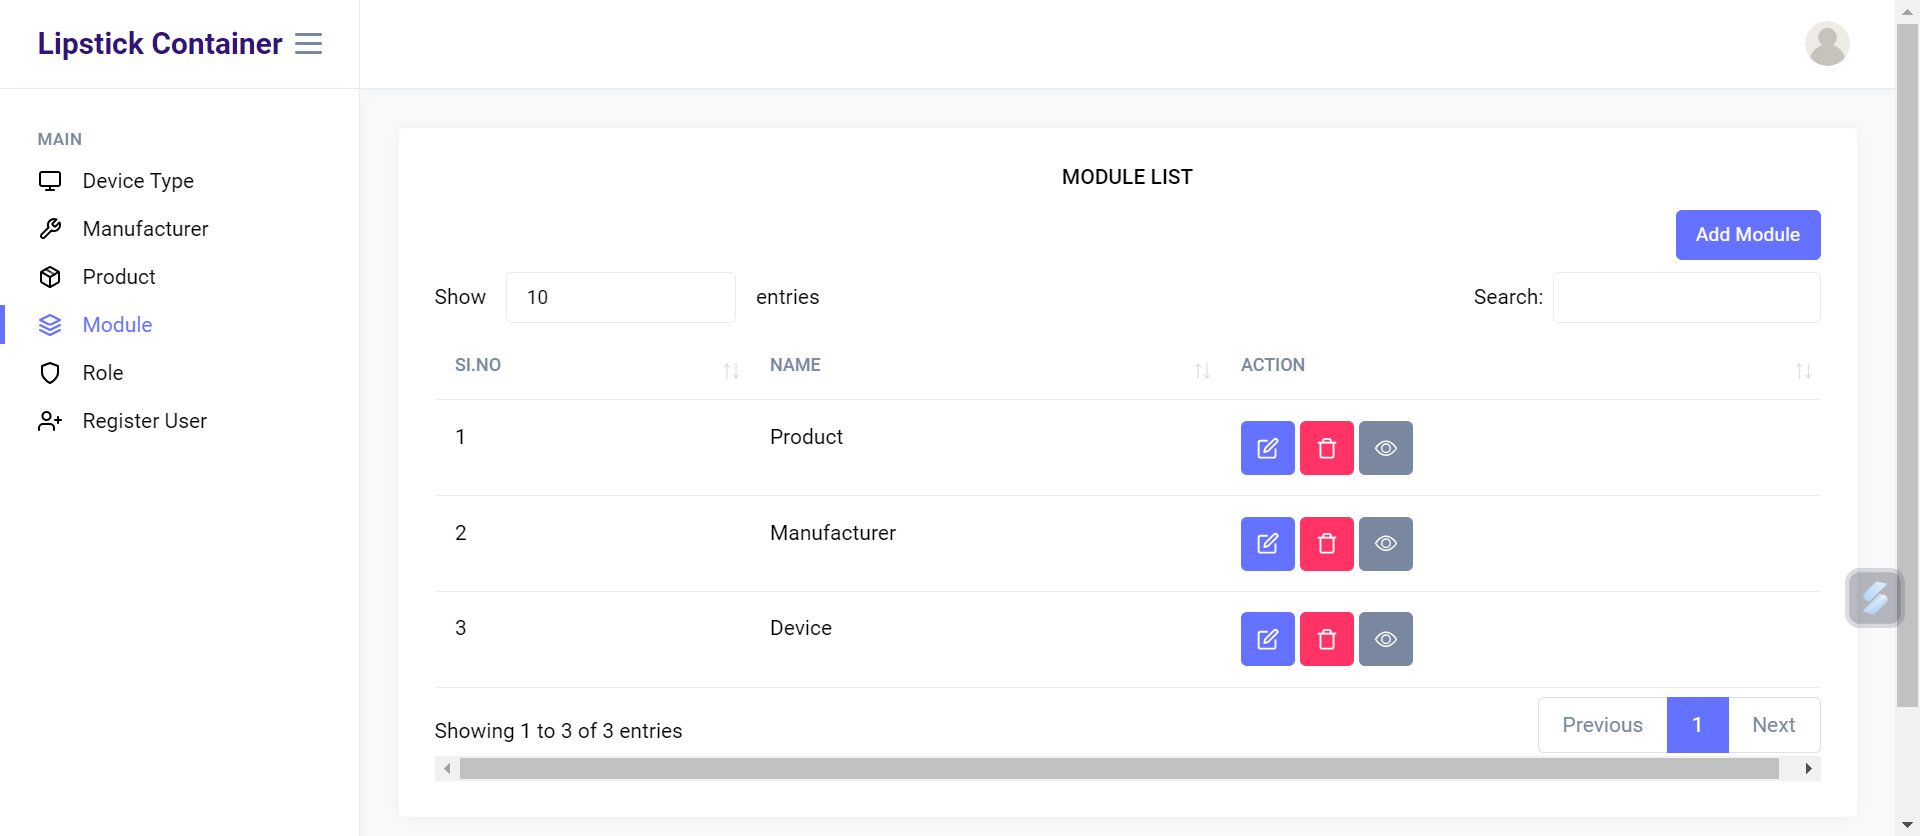 Lipstick Container
MAIN
Device Type
Manufacturer
Product
Module
Role
Register User
MODULE LIST
Add Module
Show 10 entries Search:
SI.NO NAME ACTION
1 Product
2 Manufacturer
3 Device
Showing 1 to 3 of 3 entries
Previous 1 Next